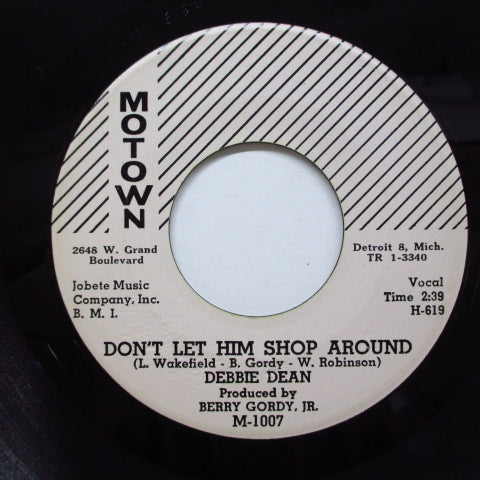 MOTOWN
2648 W. Grand
Boulevard
Detroit 8, Mich.
TR 1-3340
Jobete Music
Company, Inc.
B. M. I.
Vocal
Time 2:39
H-619
DON'T LET HIM SHOP AROUND
(L. Wakefield - B. Gordy - W. Robinson)
DEBBIE DEAN
Produced by
BERRY GORDY, JR.
M-1007